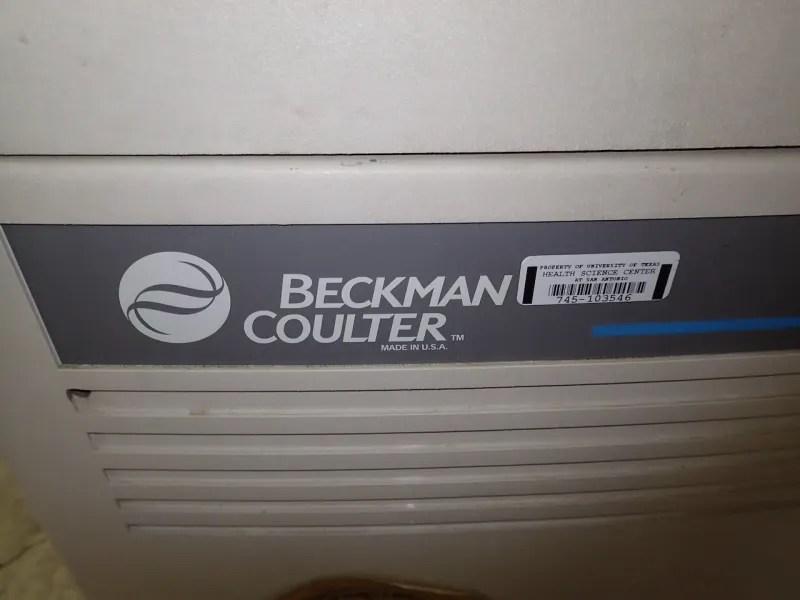 BECKMAN
COULTER™
MADE IN U.S.A.
PROPERTY OF UNIVERSITY OF TEXAS
HEALTH SCIENCE CENTER
AT SAN ANTONIO
745-103546